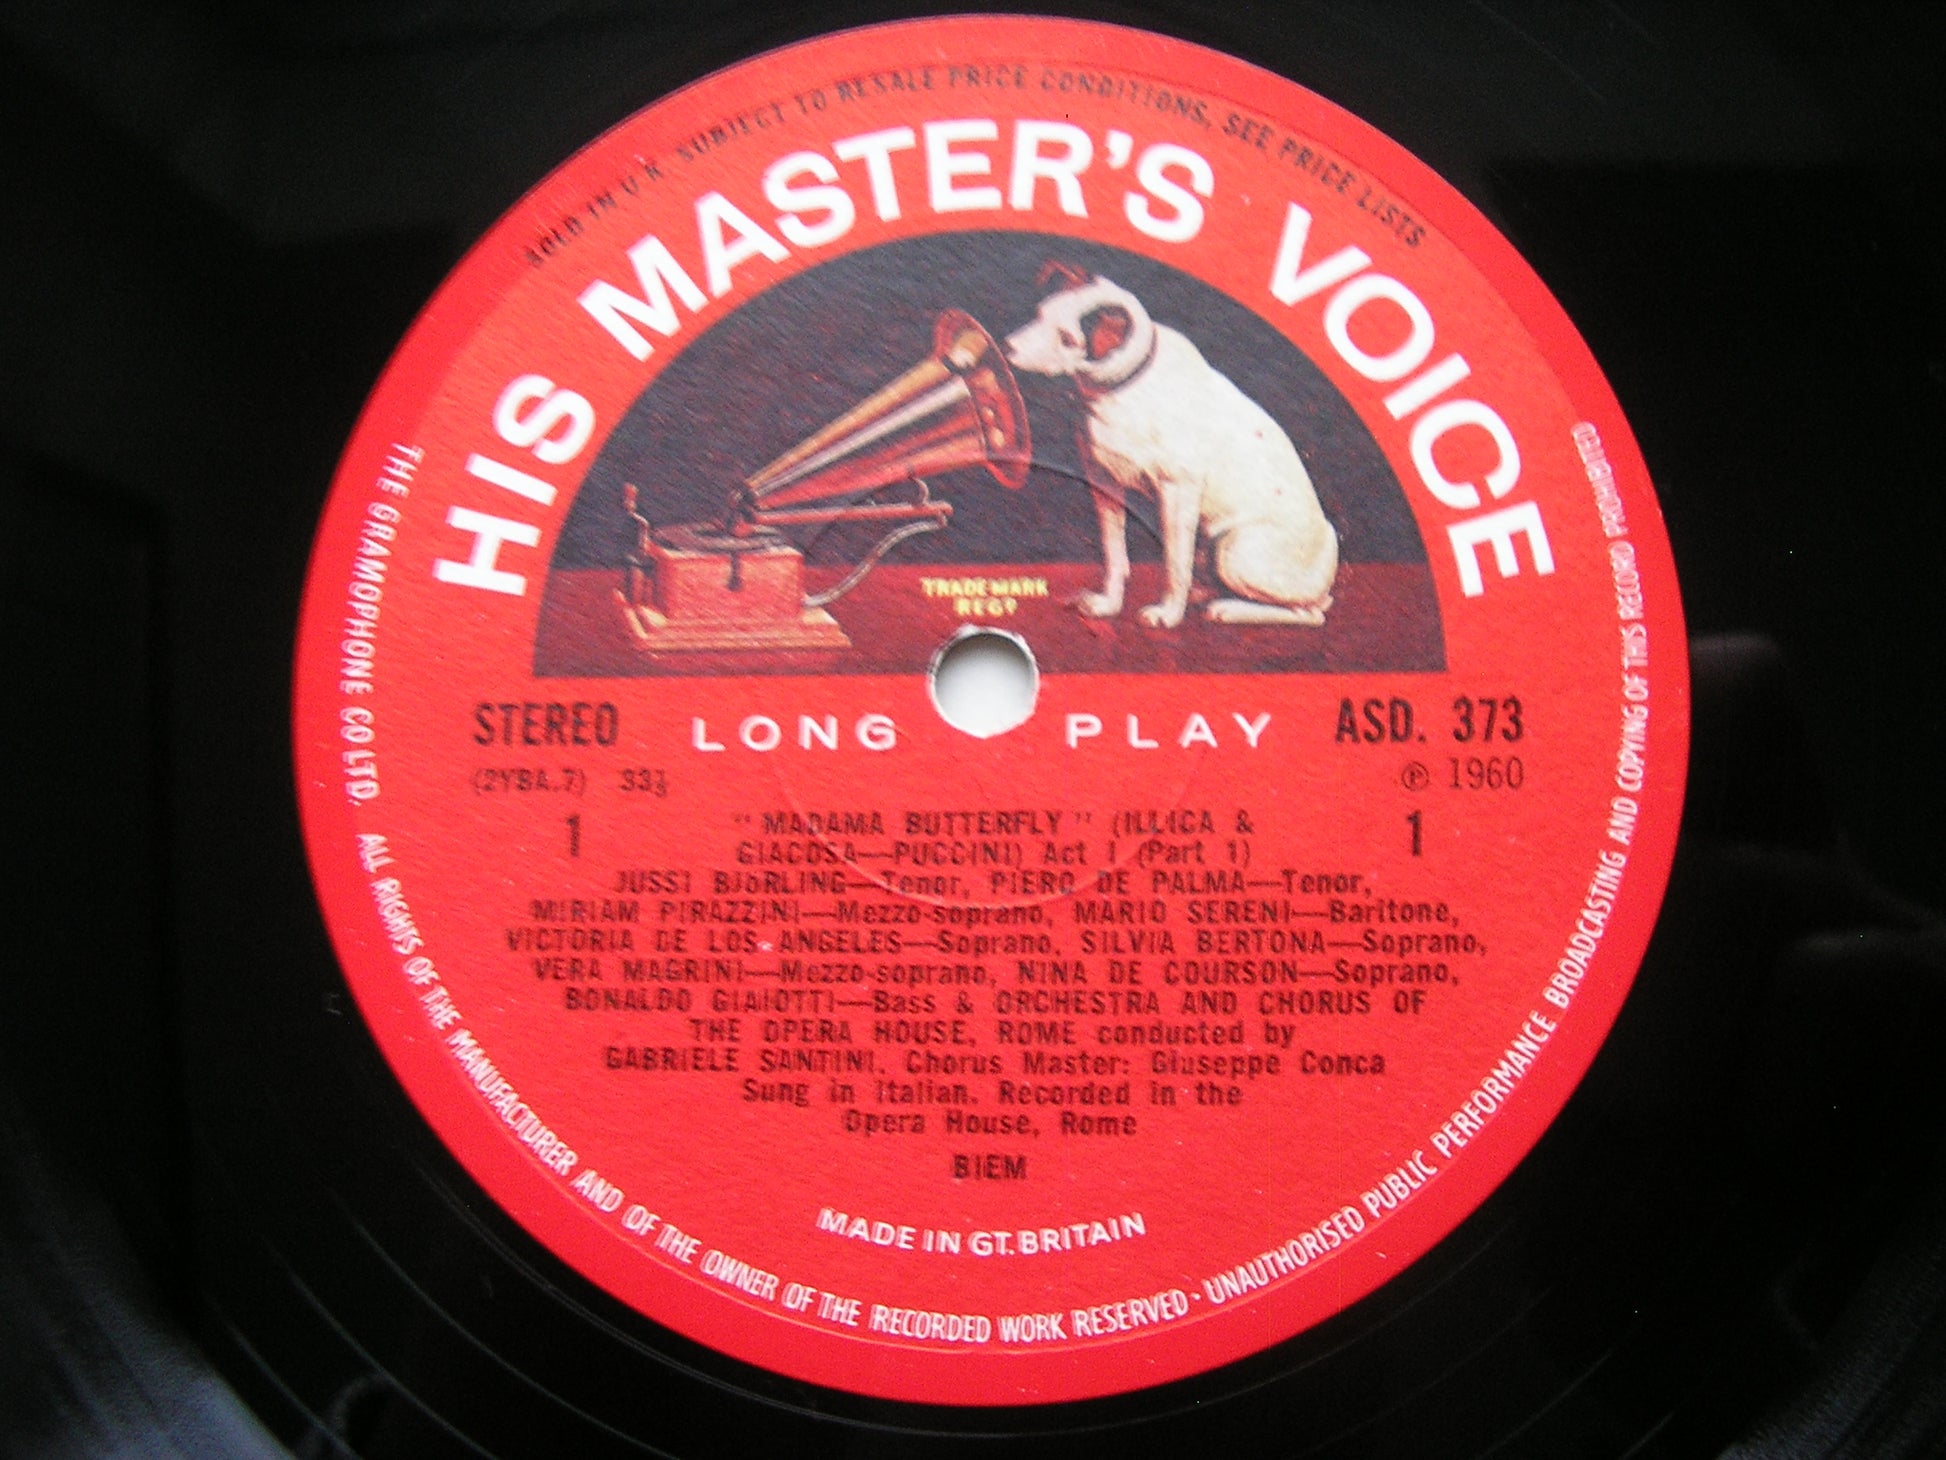 SOLD IN U.K. SUBJECT TO RESALE PRICE CONDITIONS, SEE PRICE LISTS
HIS MASTER'S VOICE
TRADE MARK
REGD
STEREO
LONG PLAY
ASD. 373
(2YBA.7) 33⅓
℗ 1960
1
1
"MADAMA BUTTERFLY" (ILLICA &
GIACOSA—PUCCINI) Act I (Part 1)
JUSSI BJöRLING—Tenor, PIERO DE PALMA—Tenor,
MIRIAM PIRAZZINI—Mezzo-soprano, MARIO SERENI—Baritone,
VICTORIA DE LOS ANGELES—Soprano, SILVIA BERTONA—Soprano,
VERA MAGRINI—Mezzo-soprano, NINA DE COURSON—Soprano,
BONALDO GIAIOTTI—Bass & ORCHESTRA AND CHORUS OF
THE OPERA HOUSE, ROME conducted by
GABRIELE SANTINI. Chorus Master: Giuseppe Conca
Sung in Italian. Recorded in the
Opera House, Rome
BIEM
MADE IN GT. BRITAIN
THE GRAMOPHONE CO LTD. ALL RIGHTS OF THE MANUFACTURER AND OF THE OWNER OF THE RECORDED WORK RESERVED · UNAUTHORISED PUBLIC PERFORMANCE BROADCASTING AND COPYING OF THIS RECORD PROHIBITED